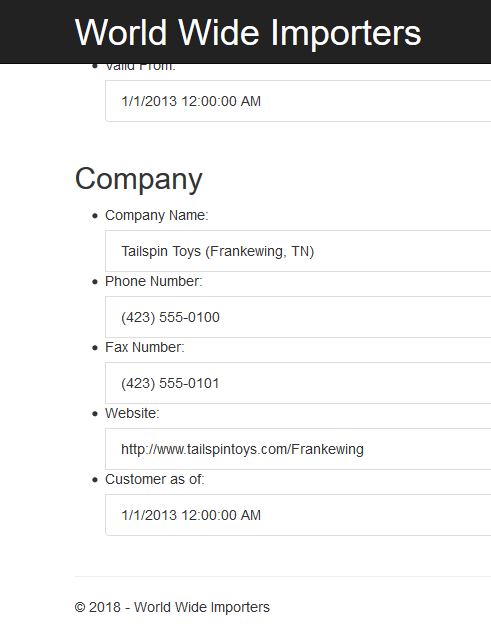 World Wide Importers
Valid From:
1/1/2013 12:00:00 AM
Company
Company Name:
Tailspin Toys (Frankewing, TN)
Phone Number:
(423) 555-0100
Fax Number:
(423) 555-0101
Website:
http://www.tailspintoys.com/Frankewing
Customer as of:
1/1/2013 12:00:00 AM
© 2018 - World Wide Importers